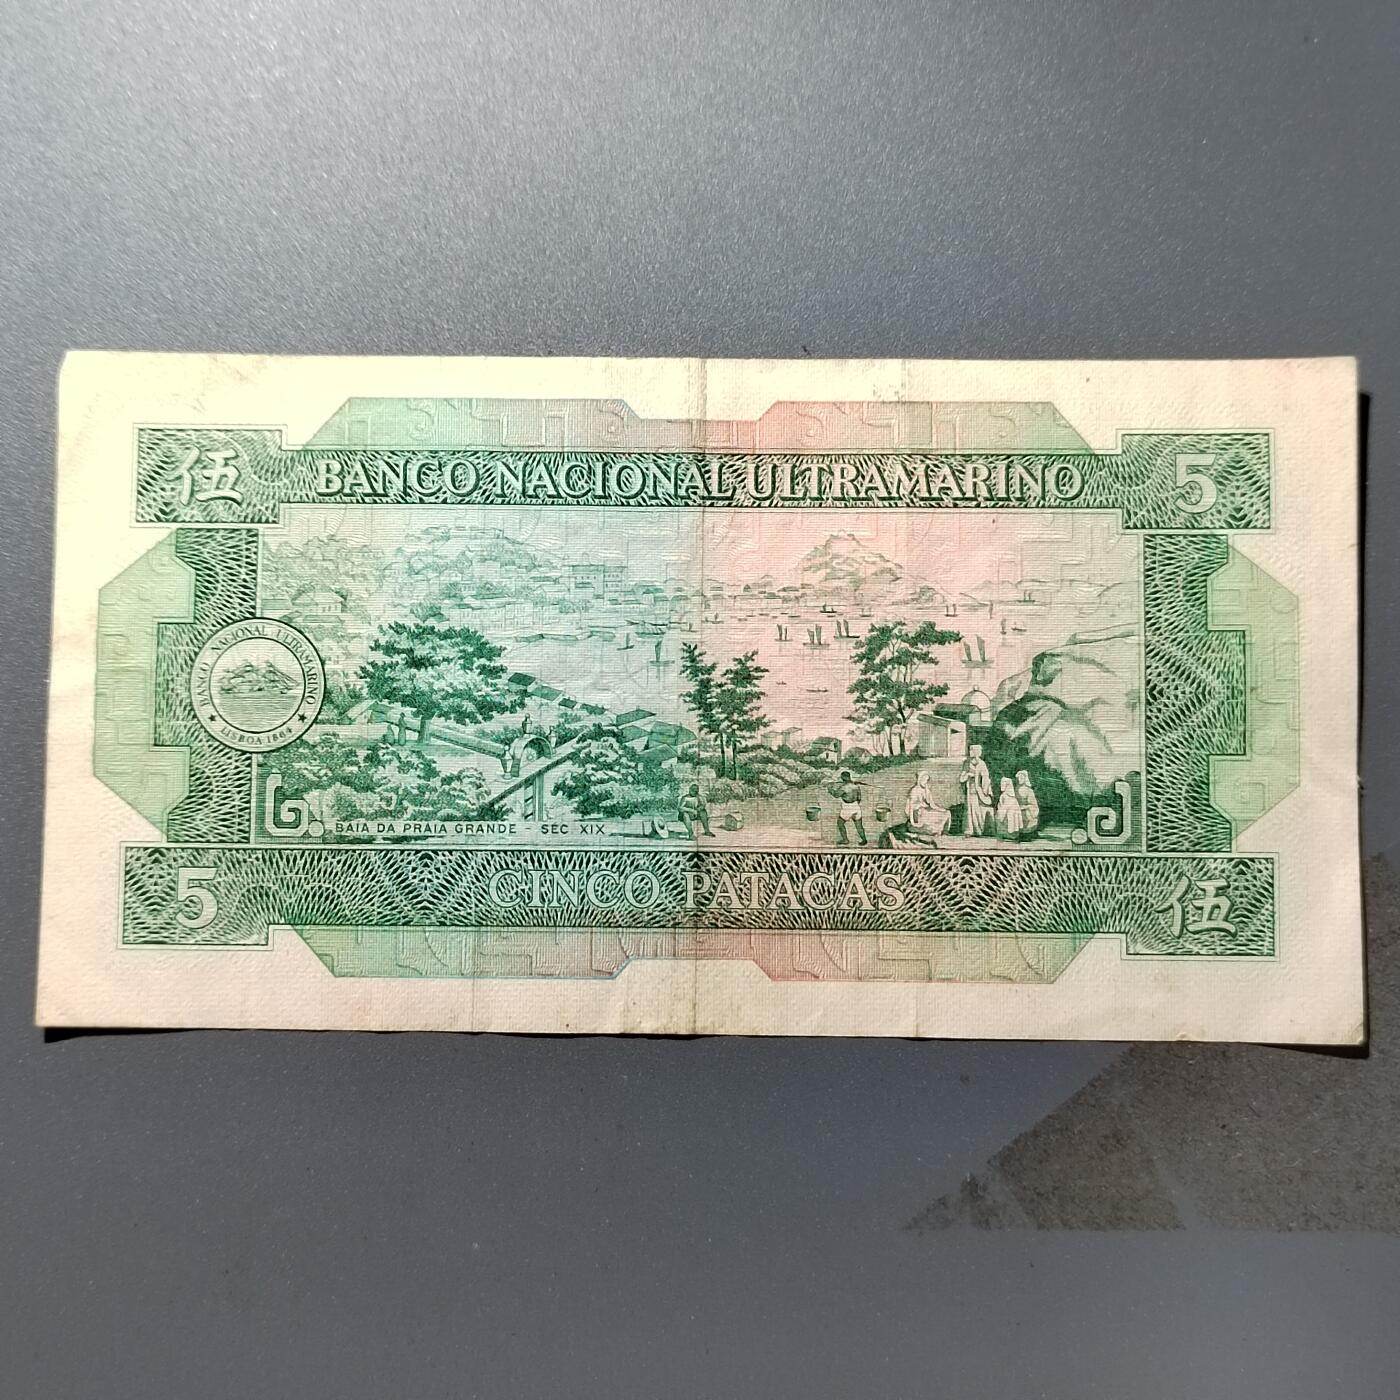 伍 BANCO NACIONAL ULTRAMARINO 5
BANCO NACIONAL ULTRAMARINO
★ LISBOA 1864 ★
BAIA DA PRAIA GRANDE - SÉC XIX
5 CINCO PATACAS 伍